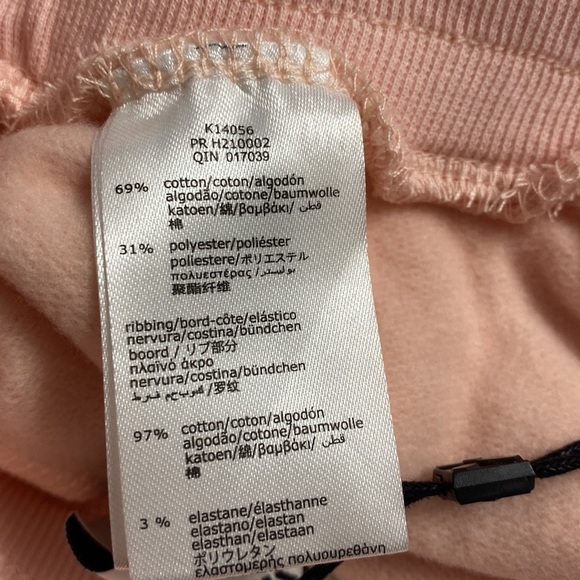 K14056
PR H210002
QIN 017039
69% cotton/coton/algodón
algodão/cotone/baumwolle
katoen/綿/βαμβάκι/ قطن
棉
31% polyester/poliéster
poliestere/ポリエステル
πολυεστέρας /بوليستر/
聚酯纤维
ribbing/bord-côte/elástico
nervura/costina/bündchen
boord / リブ部分
πλαϊνό άκρο
nervura/costina/bündchen
/罗纹
97% cotton/coton/algodón
algodão/cotone/baumwolle
katoen/綿/βαμβάκι/ قطن
棉
3 % elastane/élasthanne
elastano/elastan
elasthan/elastaan
ポリウレタン
ελαστομερής πολυουρεθάνη